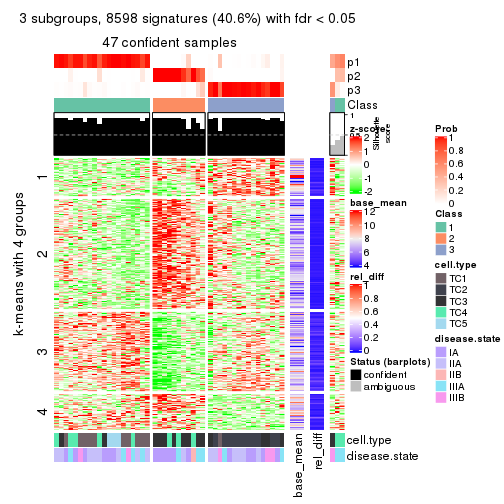 3 subgroups, 8598 signatures (40.6%) with fdr < 0.05
47 confident samples
p1
p2
p3
Class
1
0.5
0
Silhouette
score
k-means with 4 groups
1
2
3
4
cell.type
disease.state
base_mean
rel_diff
z-score
2
1
0
-1
-2
base_mean
12
10
8
6
4
rel_diff
1
0.8
0.6
0.4
0.2
0
Status (barplots)
confident
ambiguous
Prob
1
0.8
0.6
0.4
0.2
0
Class
1
2
3
cell.type
TC1
TC2
TC3
TC4
TC5
disease.state
IA
IIA
IIB
IIIA
IIIB